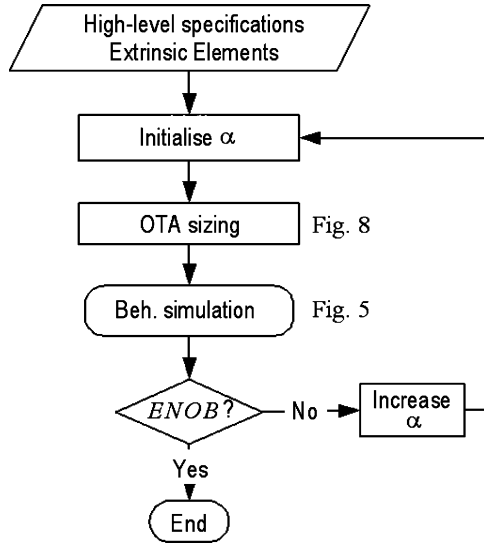 High-level specifications
Extrinsic Elements
Initialise α
OTA sizing
Fig. 8
Beh. simulation
Fig. 5
ENOB?
No
Increase
α
Yes
End